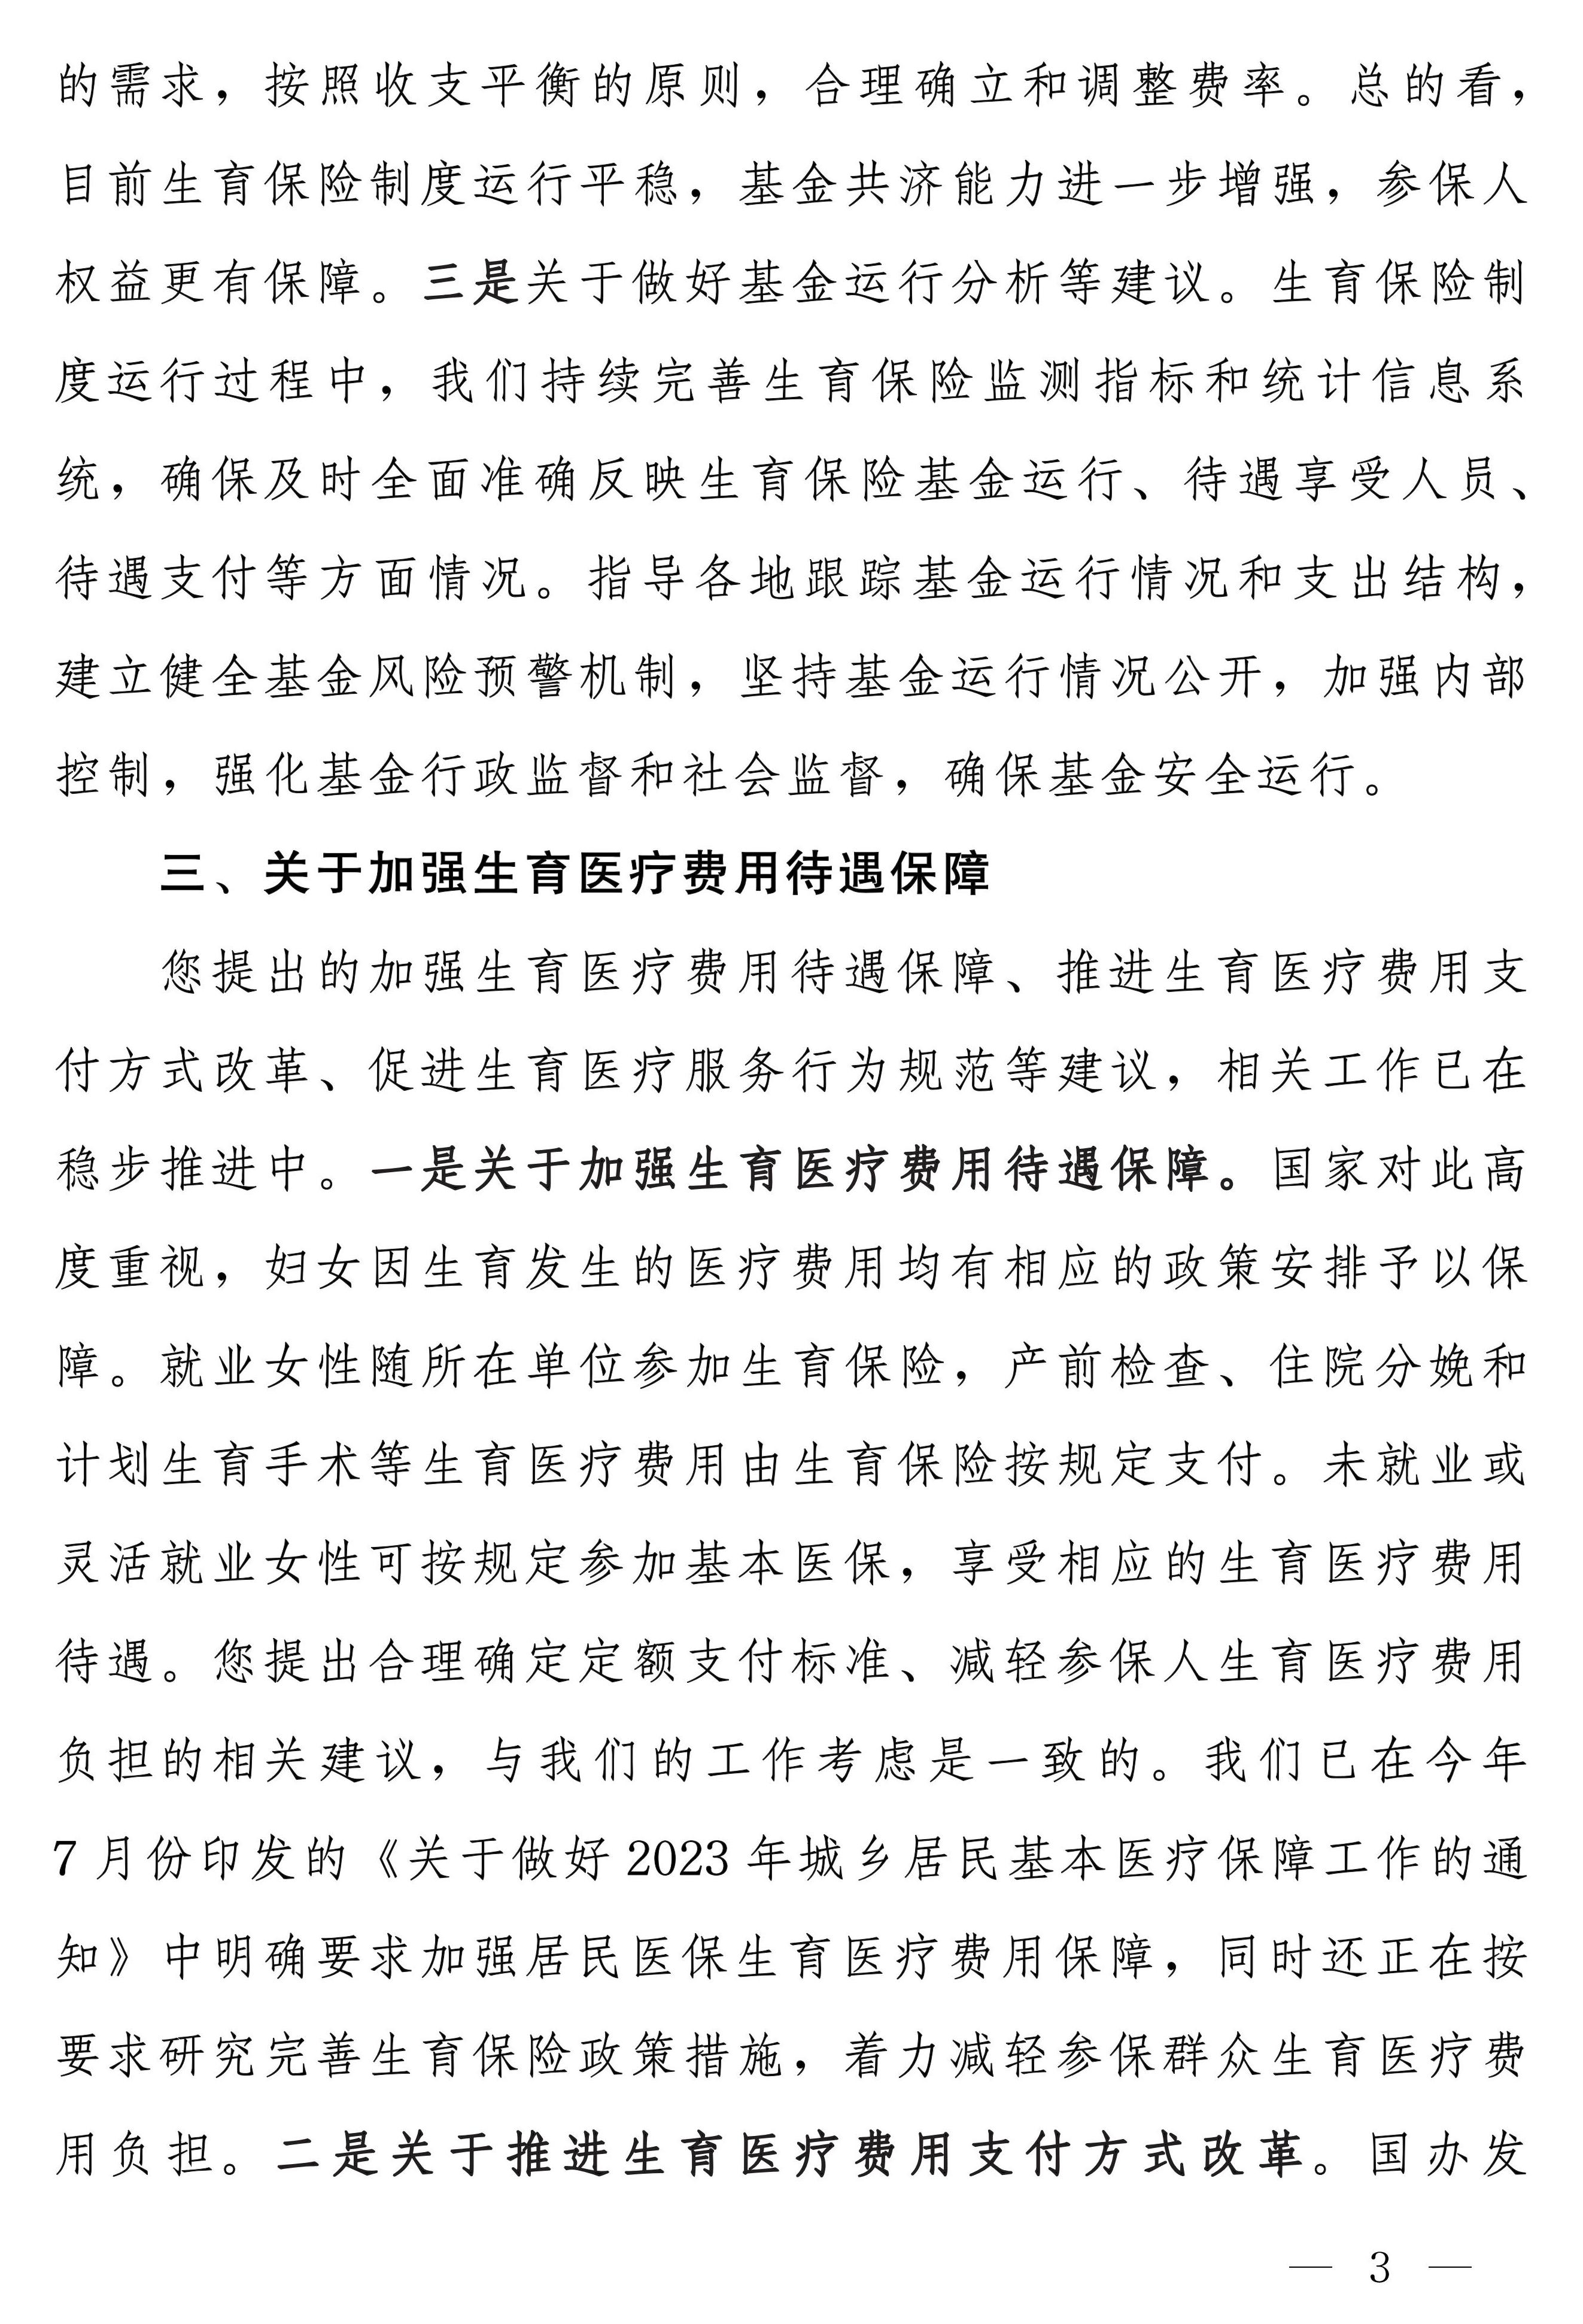 的需求，按照收支平衡的原则，合理确立和调整费率。总的看，
目前生育保险制度运行平稳，基金共济能力进一步增强，参保人
权益更有保障。三是关于做好基金运行分析等建议。生育保险制
度运行过程中，我们持续完善生育保险监测指标和统计信息系
统，确保及时全面准确反映生育保险基金运行、待遇享受人员、
待遇支付等方面情况。指导各地跟踪基金运行情况和支出结构，
建立健全基金风险预警机制，坚持基金运行情况公开，加强内部
控制，强化基金行政监督和社会监督，确保基金安全运行。
三、关于加强生育医疗费用待遇保障
您提出的加强生育医疗费用待遇保障、推进生育医疗费用支
付方式改革、促进生育医疗服务行为规范等建议，相关工作已在
稳步推进中。一是关于加强生育医疗费用待遇保障。国家对此高
度重视，妇女因生育发生的医疗费用均有相应的政策安排予以保
障。就业女性随所在单位参加生育保险，产前检查、住院分娩和
计划生育手术等生育医疗费用由生育保险按规定支付。未就业或
灵活就业女性可按规定参加基本医保，享受相应的生育医疗费用
待遇。您提出合理确定定额支付标准、减轻参保人生育医疗费用
负担的相关建议，与我们的工作考虑是一致的。我们已在今年
7 月份印发的《关于做好 2023 年城乡居民基本医疗保障工作的通
知》中明确要求加强居民医保生育医疗费用保障，同时还正在按
要求研究完善生育保险政策措施，着力减轻参保群众生育医疗费
用负担。二是关于推进生育医疗费用支付方式改革。国办发
— 3 —